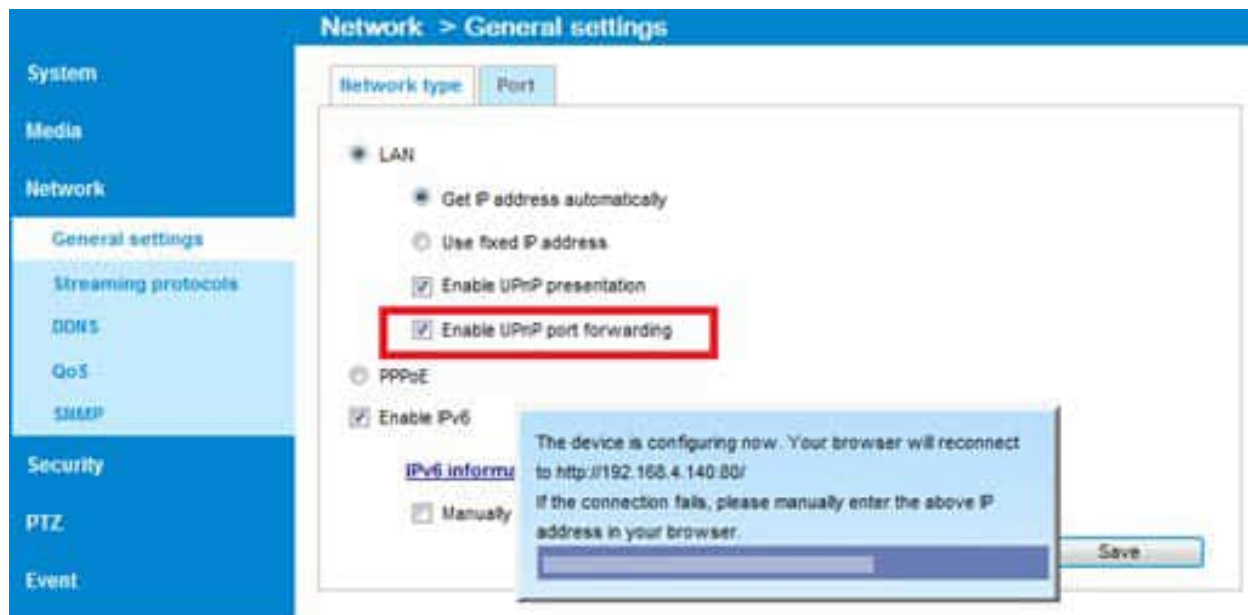 Network > General settings
System
Media
Network
General settings
Streaming protocols
DDNS
QoS
SNMP
Security
PTZ
Event
Network type
Port
LAN
Get IP address automatically
Use fixed IP address
Enable UPnP presentation
Enable UPnP port forwarding
PPPoE
Enable IPv6
IPv6 informa
Manually
The device is configuring now. Your browser will reconnect
to http://192.168.4.140:80/
If the connection fails, please manually enter the above IP
address in your browser.
Save